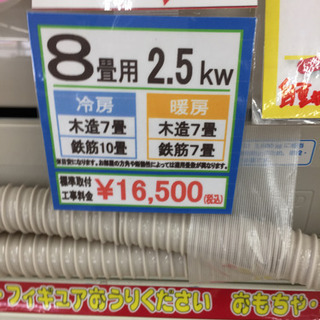 8畳用 2.5kw
冷房 暖房
木造7畳 木造7畳
鉄筋10畳 鉄筋7畳
標準取付
工事料金 ¥16,500(税込)
フィギュアおうりください おもちゃ・